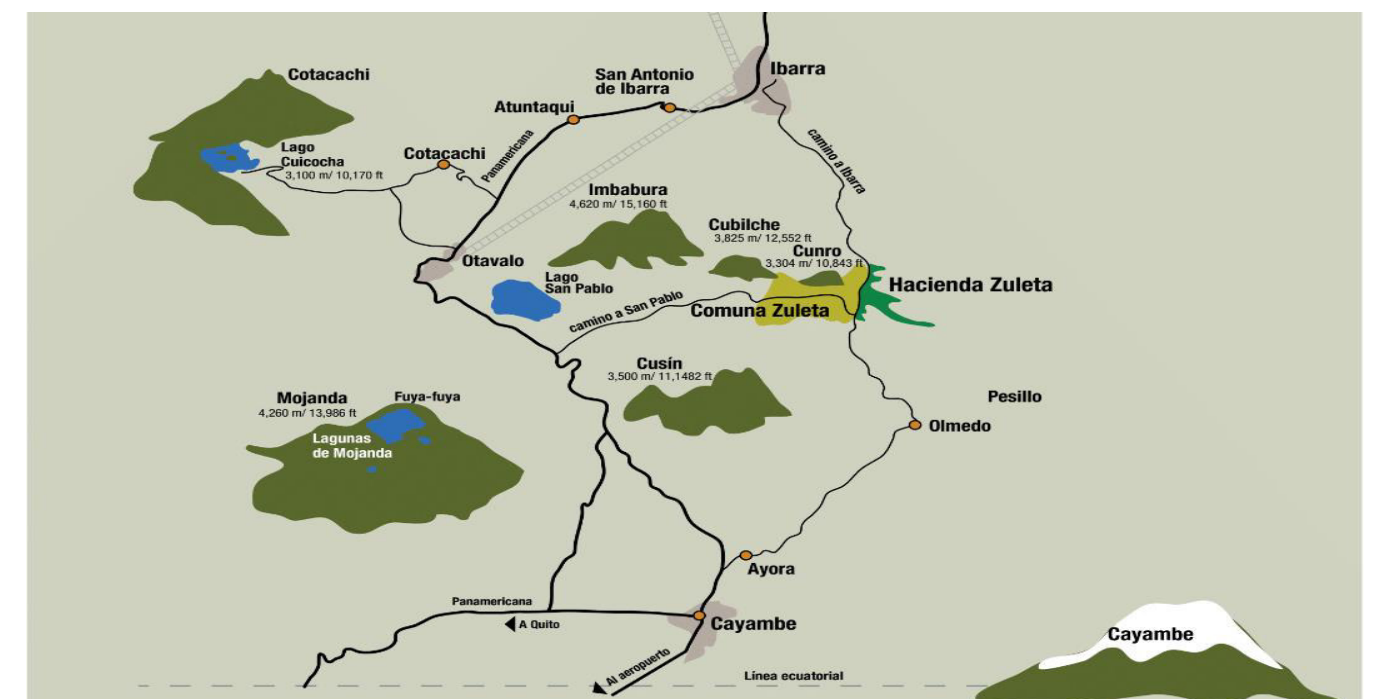 Cotacachi
San Antonio
de Ibarra
Ibarra
Atuntaqui
Lago
Cuicocha
3,100 m/ 10,170 ft
Cotacachi
Panamericana
camino a Ibarra
Imbabura
4,620 m/ 15,160 ft
Cubilche
3,825 m/ 12,552 ft
Cunro
3,304 m/ 10,843 ft
Otavalo
Lago
San Pablo
camino a San Pablo
Comuna Zuleta
Hacienda Zuleta
Cusín
3,500 m/ 11,1482 ft
Mojanda
4,260 m/ 13,986 ft
Fuya-fuya
Lagunas
de Mojanda
Pesillo
Olmedo
Ayora
Panamericana
A Quito
Cayambe
Al aeropuerto
Línea ecuatorial
Cayambe